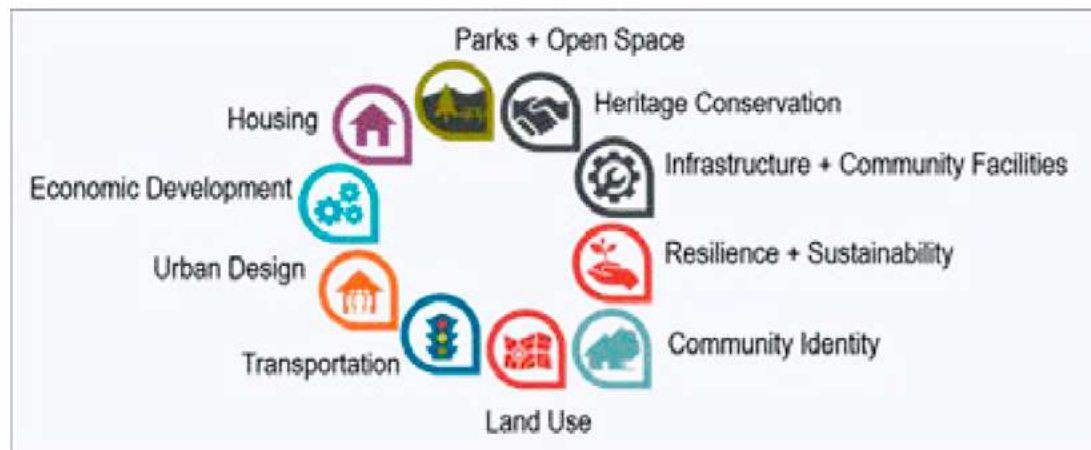 Parks + Open Space
Housing
Heritage Conservation
Infrastructure + Community Facilities
Economic Development
Resilience + Sustainability
Urban Design
Community Identity
Transportation
Land Use